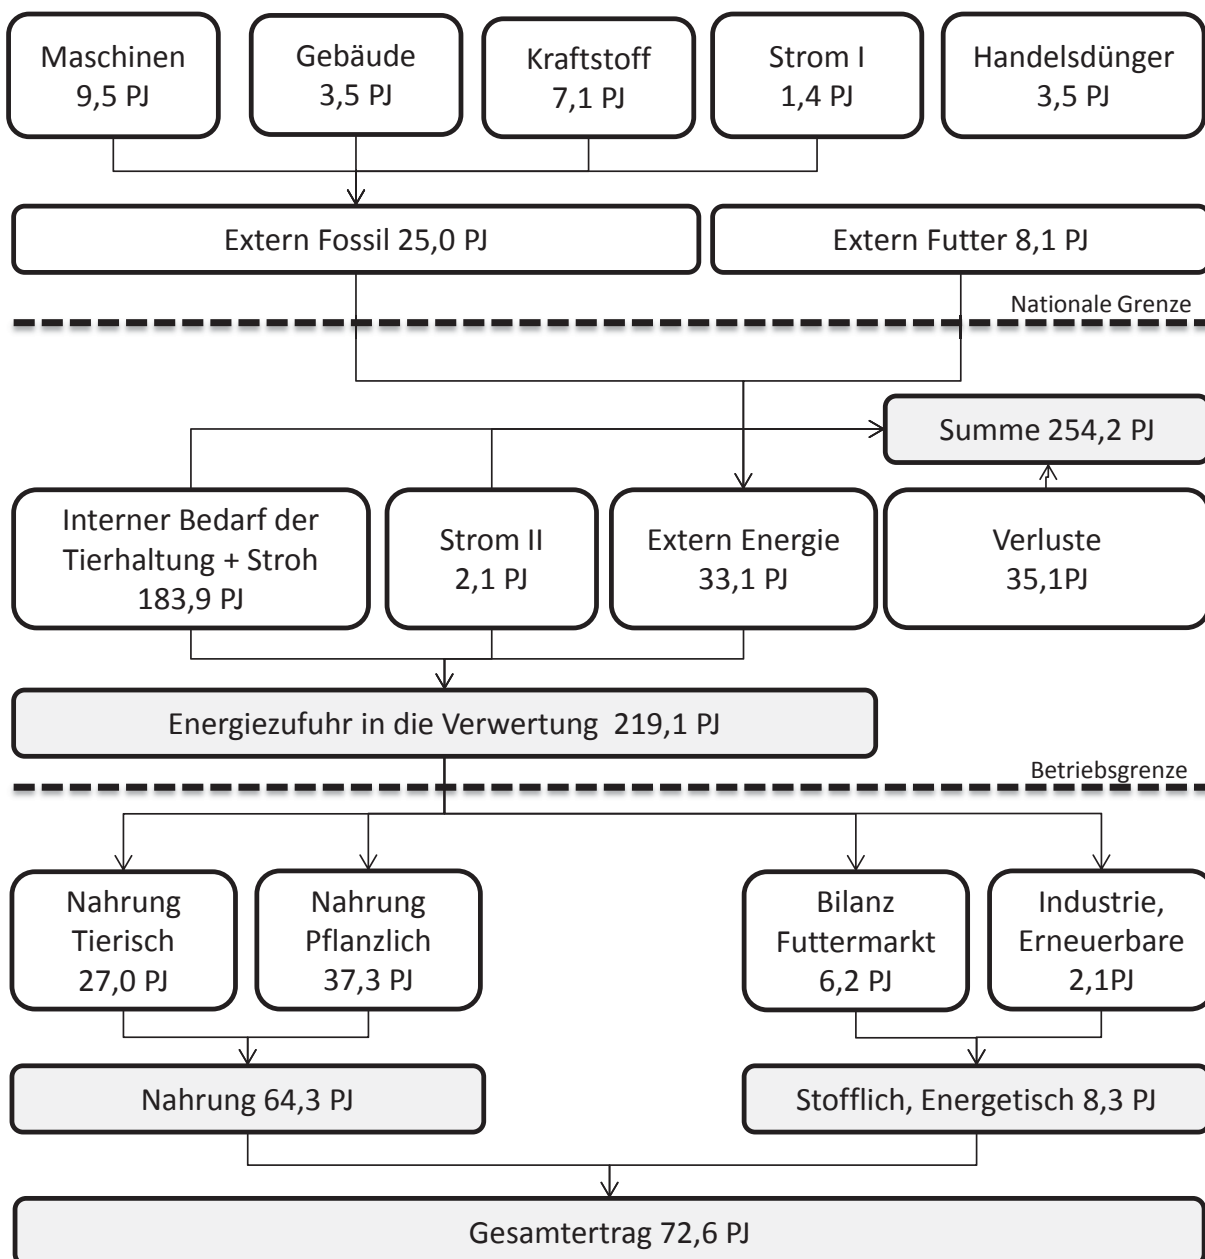 Maschinen
9,5 PJ
Gebäude
3,5 PJ
Kraftstoff
7,1 PJ
Strom I
1,4 PJ
Handelsdünger
3,5 PJ
Extern Fossil 25,0 PJ
Extern Futter 8,1 PJ
Nationale Grenze
Summe 254,2 PJ
Interner Bedarf der
Tierhaltung + Stroh
183,9 PJ
Strom II
2,1 PJ
Extern Energie
33,1 PJ
Verluste
35,1PJ
Energiezufuhr in die Verwertung 219,1 PJ
Betriebsgrenze
Nahrung
Tierisch
27,0 PJ
Nahrung
Pflanzlich
37,3 PJ
Bilanz
Futtermarkt
6,2 PJ
Industrie,
Erneuerbare
2,1PJ
Nahrung 64,3 PJ
Stofflich, Energetisch 8,3 PJ
Gesamtertrag 72,6 PJ